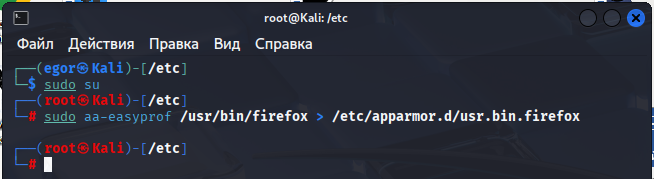 root@Kali: /etc
Файл Действия Правка Вид Справка
┌──(egor㉿Kali)-[/etc]
└─$ sudo su
┌──(root㉿Kali)-[/etc]
└─# sudo aa-easyprof /usr/bin/firefox > /etc/apparmor.d/usr.bin.firefox
┌──(root㉿Kali)-[/etc]
└─#